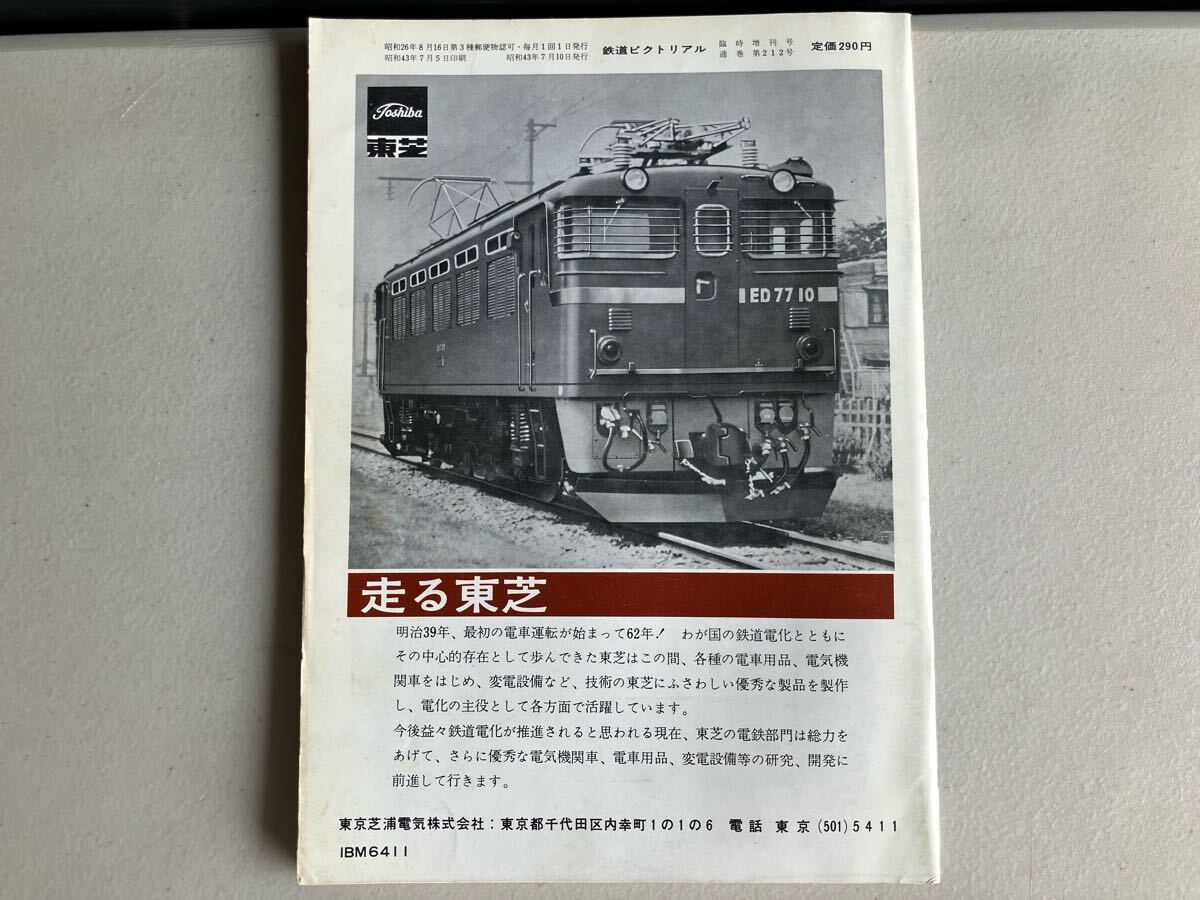 昭和26年8月16日第3種郵便物認可・毎月1回1日発行
昭和43年7月5日印刷 昭和43年7月10日発行
鉄道ピクトリアル
臨時増刊号
通巻第212号
定価290円
Toshiba
東芝
ED77 10
走る東芝
明治39年、最初の電車運転が始まって62年! わが国の鉄道電化とともに
その中心的存在として歩んできた東芝はこの間、各種の電車用品、電気機
関車をはじめ、変電設備など、技術の東芝にふさわしい優秀な製品を製作
し、電化の主役として各方面で活躍しています。
今後益々鉄道電化が推進されると思われる現在、東芝の電鉄部門は総力を
あげて、さらに優秀な電気機関車、電車用品、変電設備等の研究、開発に
前進して行きます。
東京芝浦電気株式会社：東京都千代田区内幸町1の1の6 電話 東京 (501) 5411
IBM6411